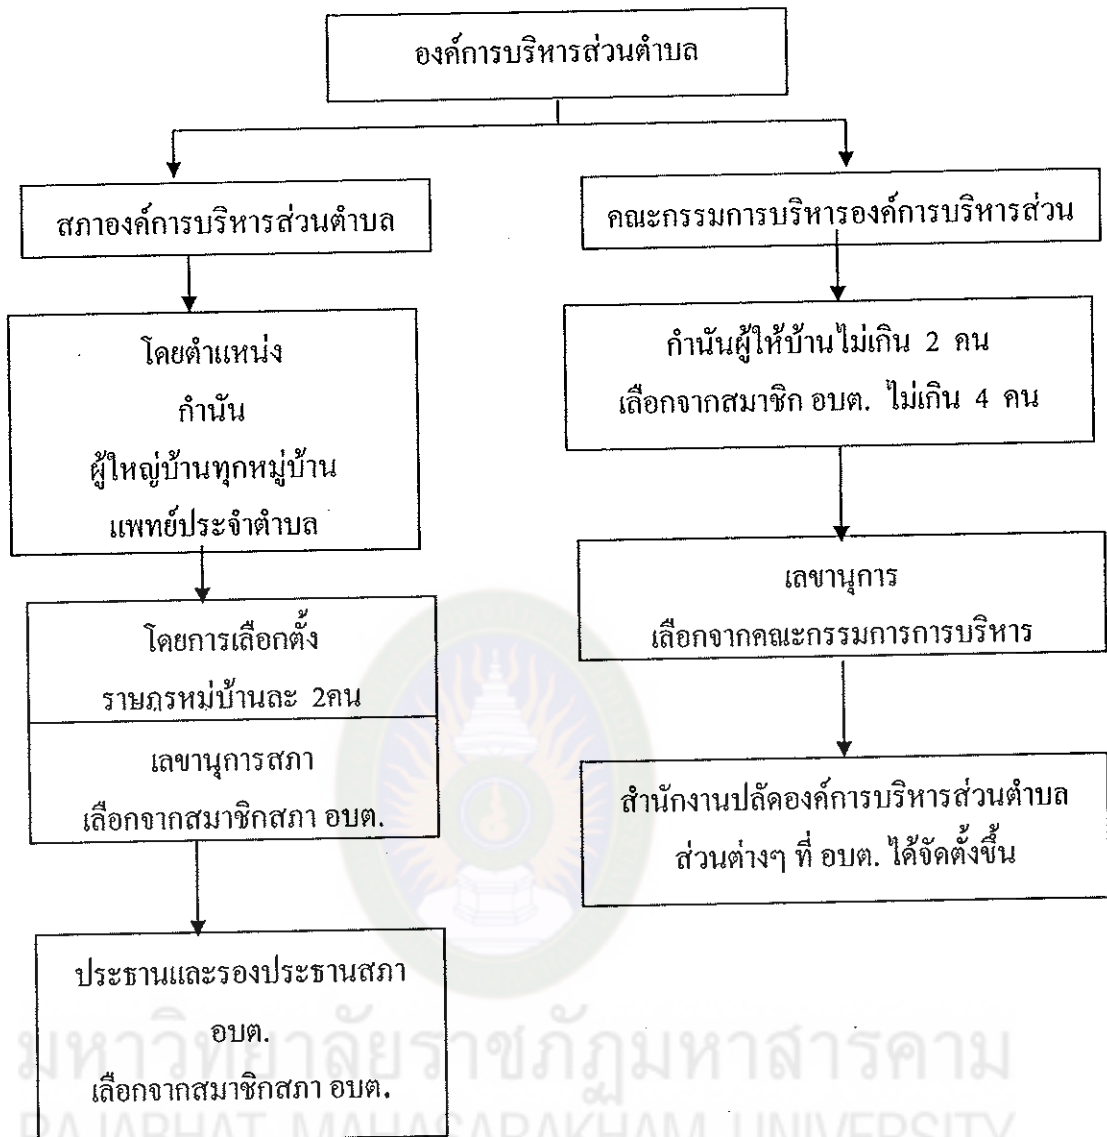 องค์การบริหารส่วนตำบล
สภาองค์การบริหารส่วนตำบล
โดยตำแหน่ง
กำนัน
ผู้ใหญ่บ้านทุกหมู่บ้าน
แพทย์ประจำตำบล
โดยการเลือกตั้ง
ราษฎรหมู่บ้านละ 2คน
เลขานุการสภา
เลือกจากสมาชิกสภา อบต.
ประธานและรองประธานสภา
อบต.
เลือกจากสมาชิกสภา อบต.
คณะกรรมการบริหารองค์การบริหารส่วน
กำนันผู้ให้บ้านไม่เกิน 2 คน
เลือกจากสมาชิก อบต. ไม่เกิน 4 คน
เลขานุการ
เลือกจากคณะกรรมการการบริหาร
สำนักงานปลัดองค์การบริหารส่วนตำบล
ส่วนต่างๆ ที่ อบต. ได้จัดตั้งขึ้น
มหาวิทยาลัยราชภัฏมหาสารคาม
RAJABHAT MAHASARAKHAM UNIVERSITY